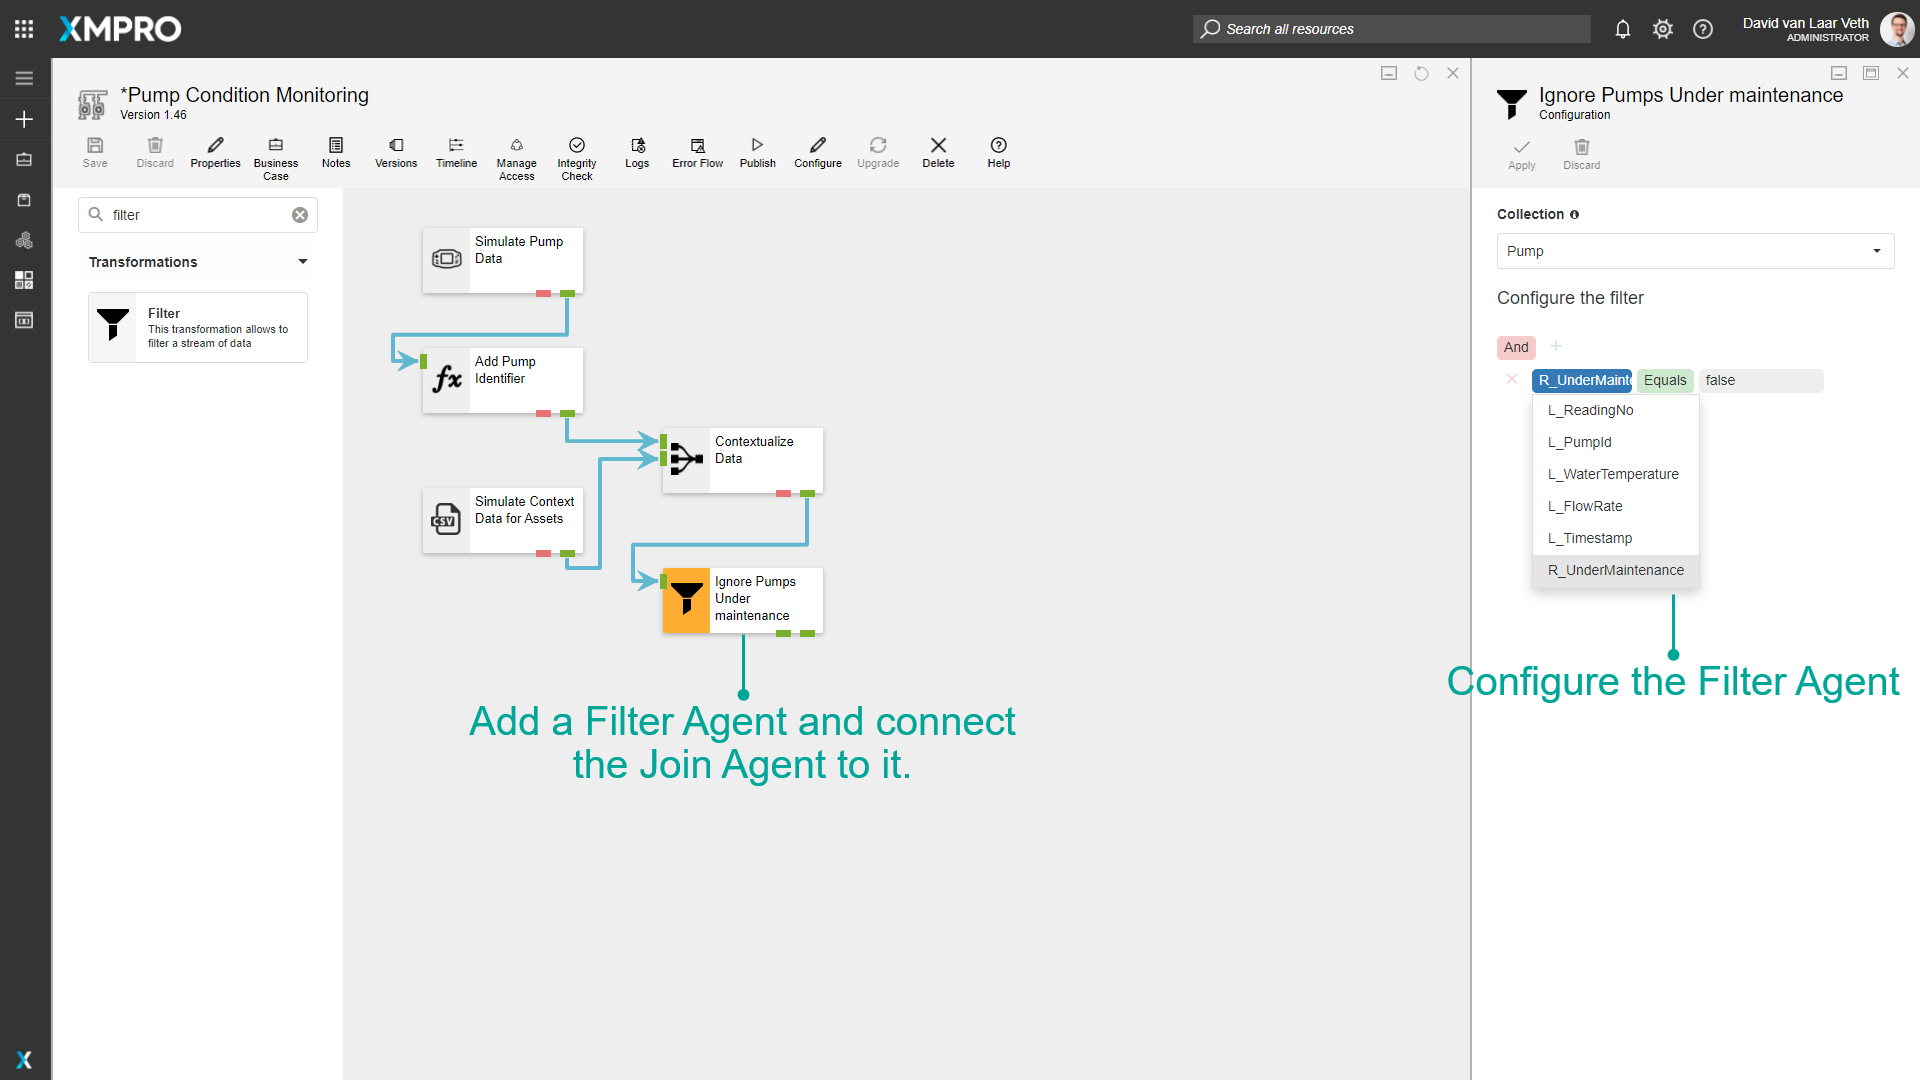 XMPRO
Search all resources
David van Laar Veth
ADMINISTRATOR
*Pump Condition Monitoring
Version 1.46
Save
Discard
Properties
Business
Case
Notes
Versions
Timeline
Manage
Access
Integrity
Check
Logs
Error Flow
Publish
Configure
Upgrade
Delete
Help
filter
Transformations
Filter
This transformation allows to
filter a stream of data
Simulate Pump
Data
fx
Add Pump
Identifier
Contextualize
Data
CSV
Simulate Context
Data for Assets
Ignore Pumps
Under
maintenance
Add a Filter Agent and connect
the Join Agent to it.
Ignore Pumps Under maintenance
Configuration
Apply
Discard
Collection
Pump
Configure the filter
And
R_UnderMainte Equals false
L_ReadingNo
L_PumpId
L_WaterTemperature
L_FlowRate
L_Timestamp
R_UnderMaintenance
Configure the Filter Agent